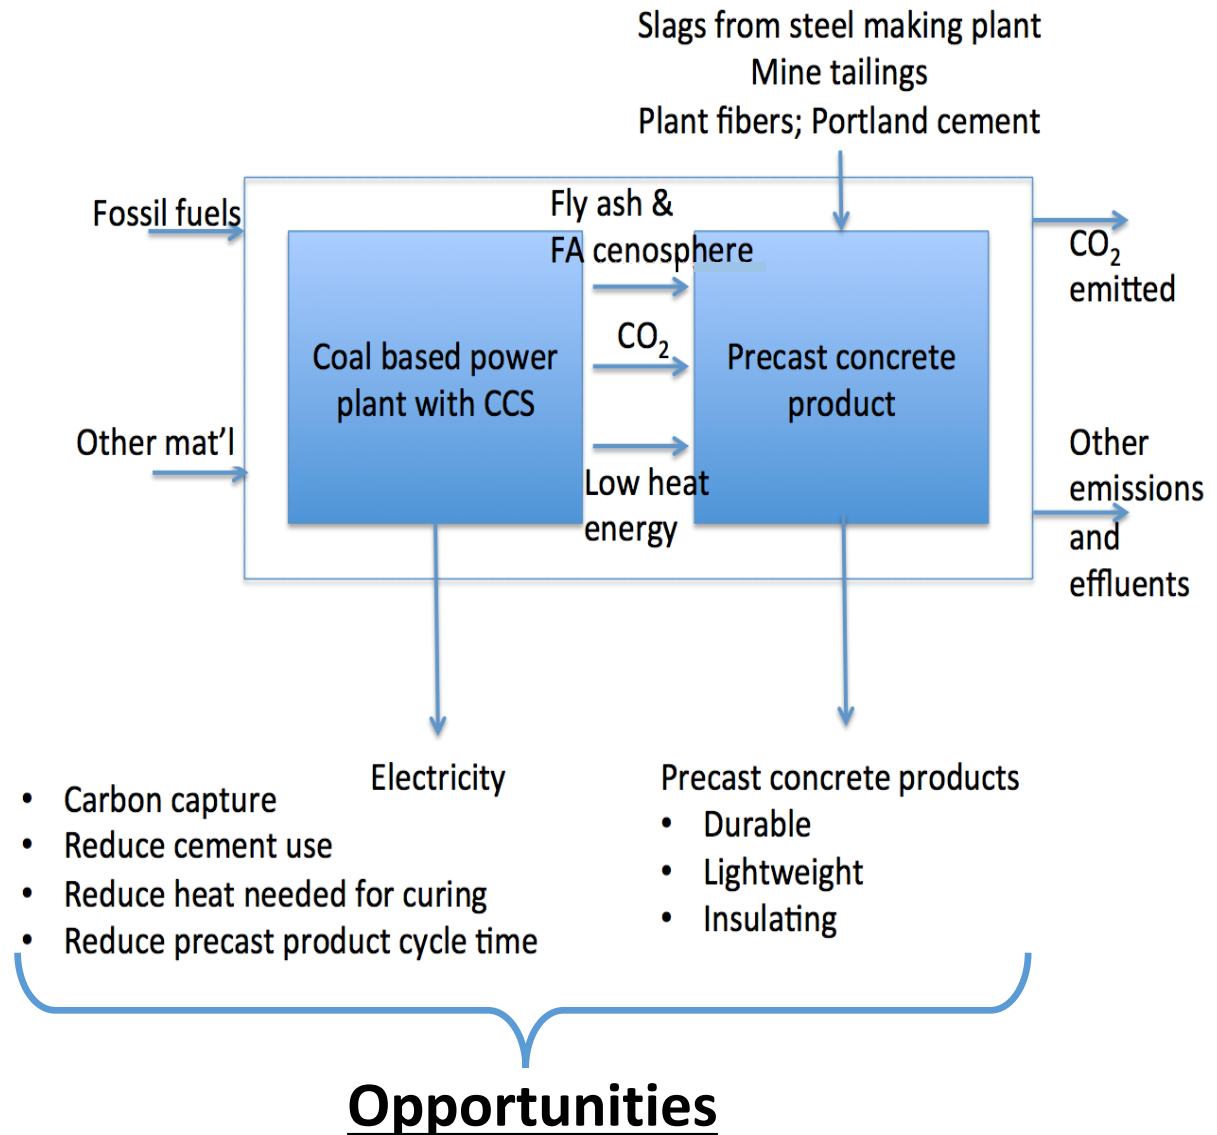 Slags from steel making plant
Mine tailings
Plant fibers; Portland cement
Fossil fuels
Other mat’l
Fly ash &
FA cenosphere
CO₂
Low heat
energy
Coal based power
plant with CCS
Precast concrete
product
CO₂
emitted
Other
emissions
and
effluents
Electricity
• Carbon capture
• Reduce cement use
• Reduce heat needed for curing
• Reduce precast product cycle time
Precast concrete products
• Durable
• Lightweight
• Insulating
Opportunities